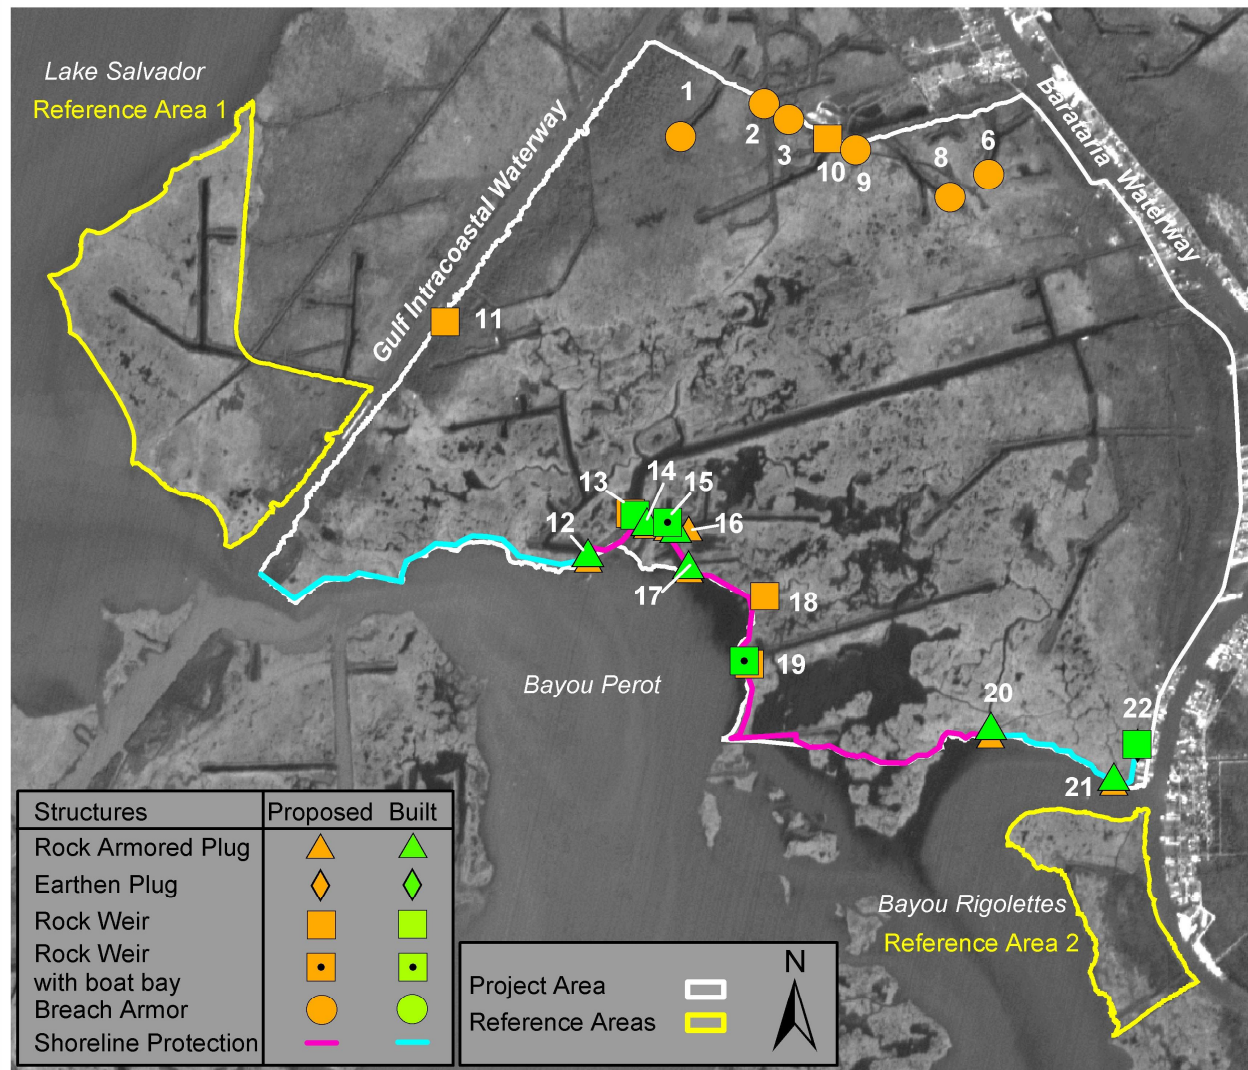 Lake Salvador
Reference Area 1
Gulf Intracoastal Waterway
Barataria Waterway
1
2
3
10
9
8
6
11
13
14
15
12
16
17
18
19
20
22
21
Bayou Perot
Bayou Rigolettes
Reference Area 2
Structures Proposed Built
Rock Armored Plug
Earthen Plug
Rock Weir
Rock Weir
with boat bay
Breach Armor
Shoreline Protection
Project Area
Reference Areas
N